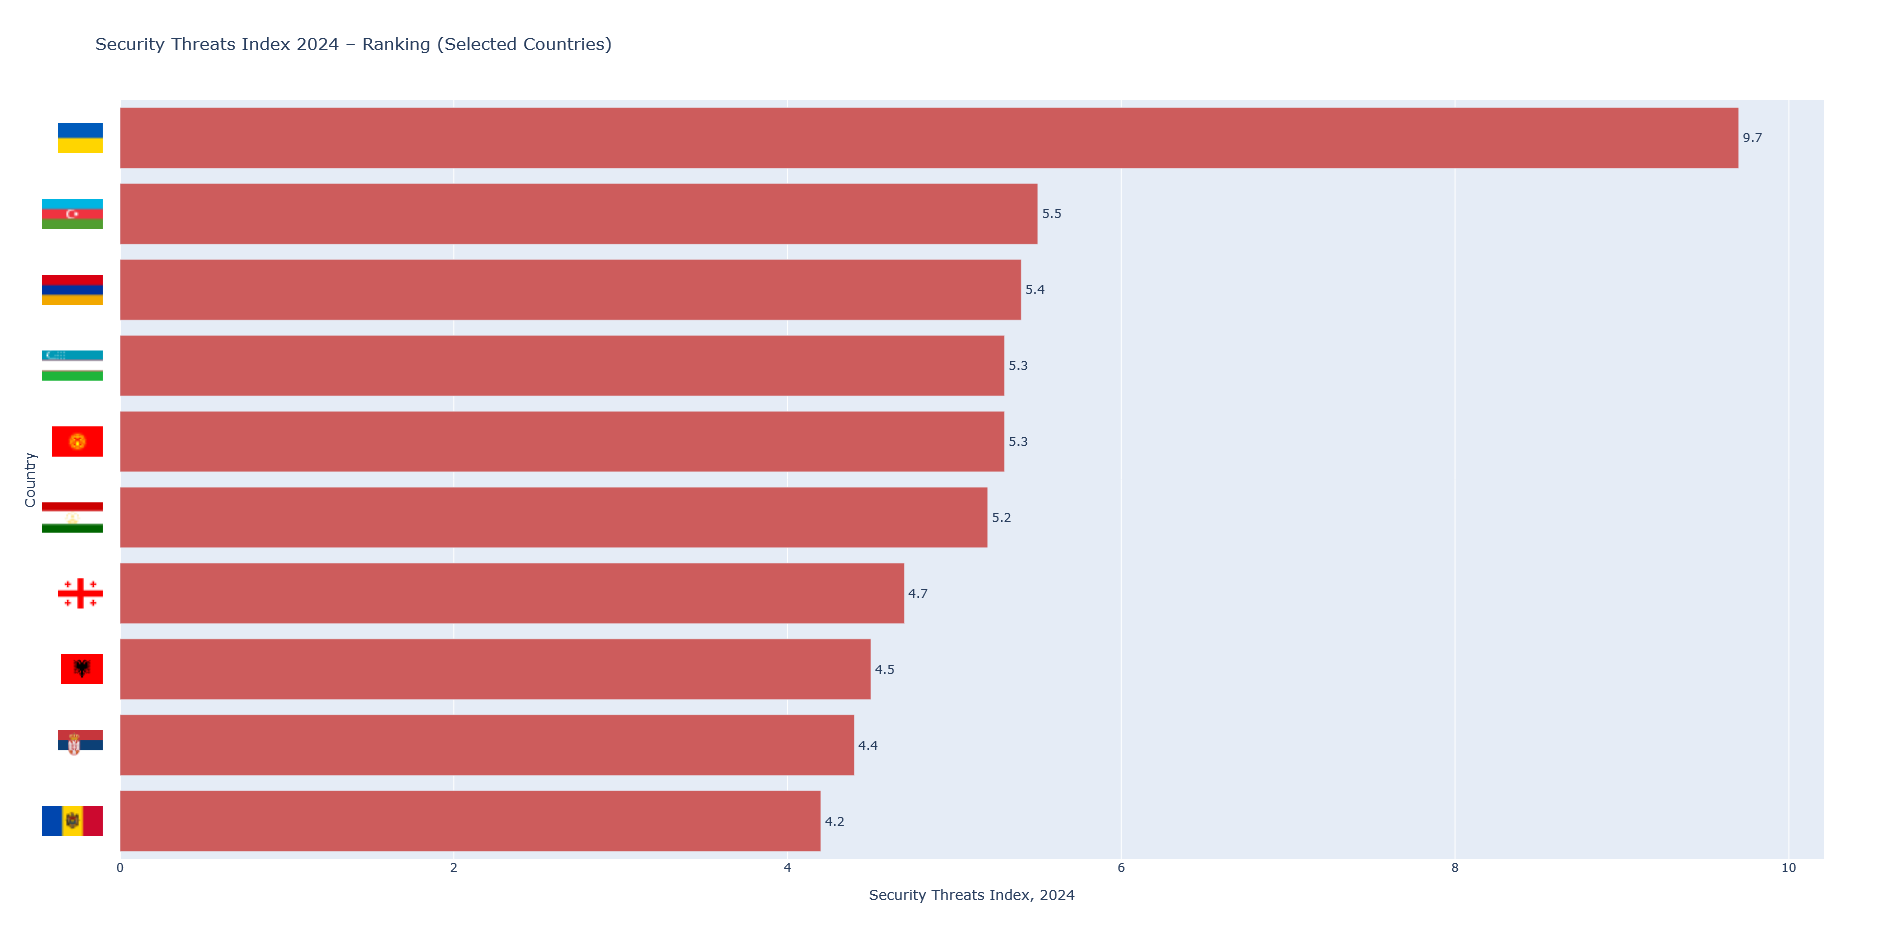 Security Threats Index 2024 – Ranking (Selected Countries)
9.7
5.5
5.4
5.3
5.3
5.2
4.7
4.5
4.4
4.2
Country
0 2 4 6 8 10
Security Threats Index, 2024